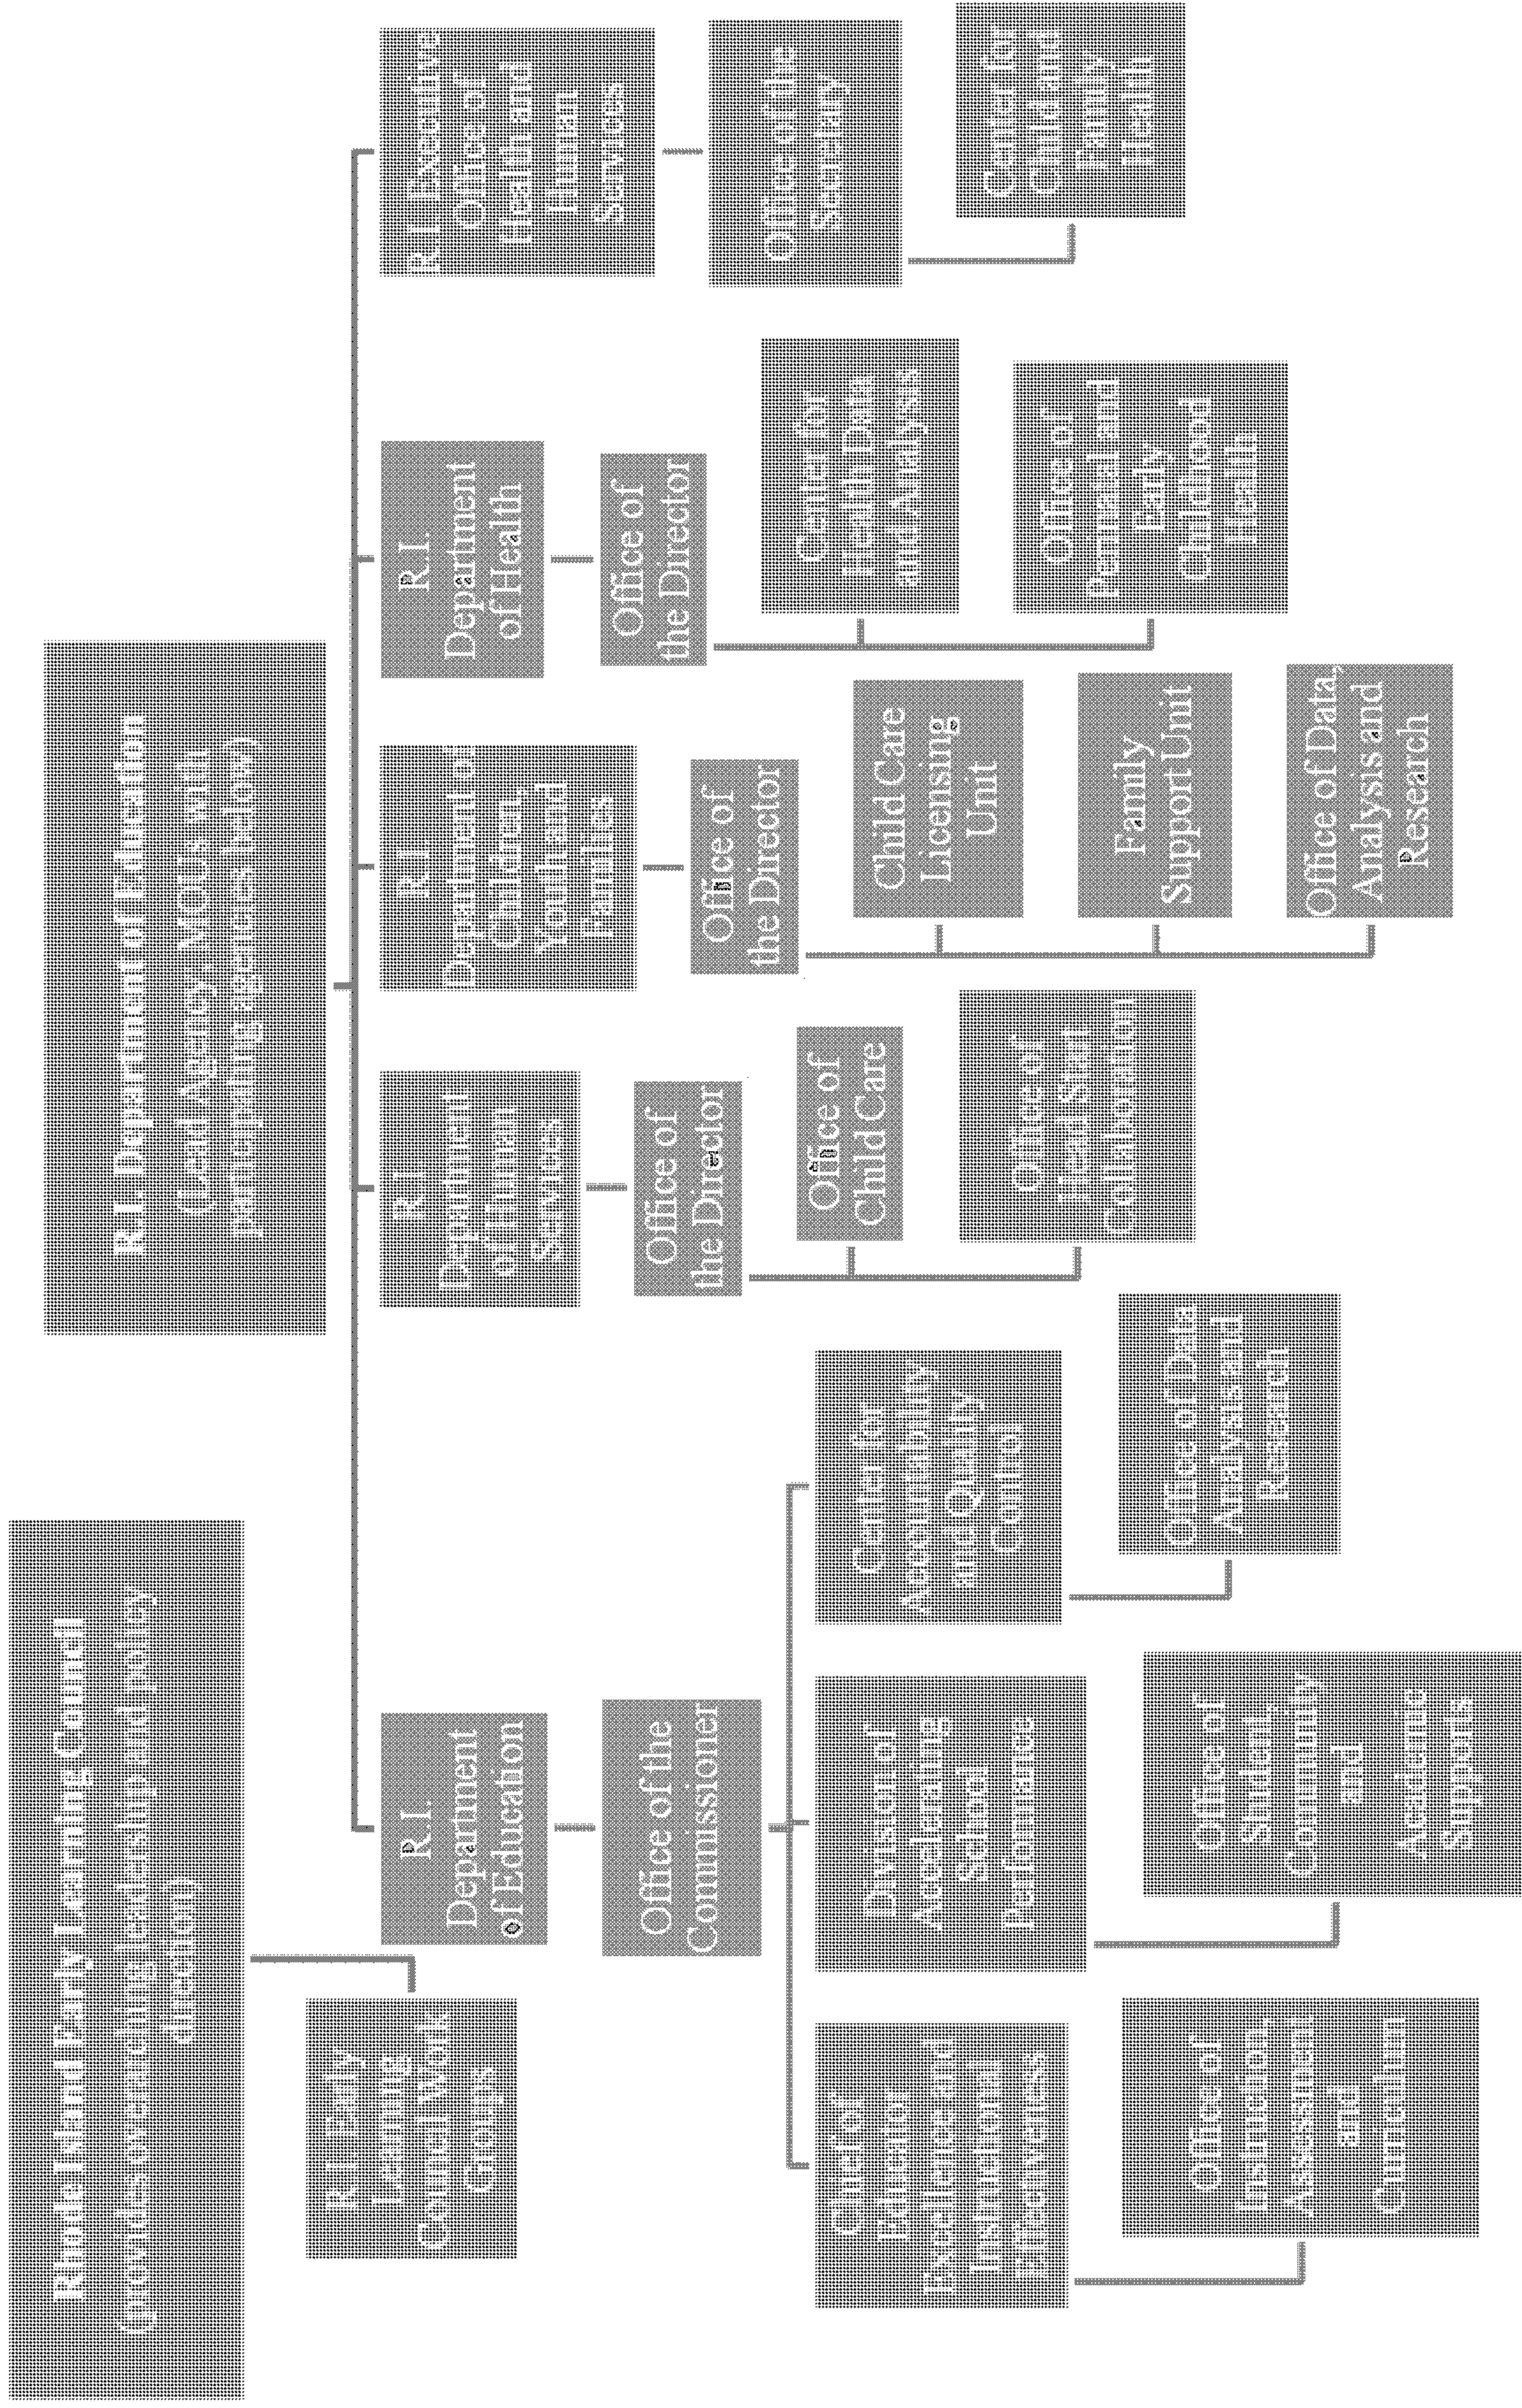 Rhode Island Early Learning Council
(provides overarching leadership and policy
direction)
R.I. Early
Learning
Council Work
Groups
R.I. Department of Education
(Lead Agency; MOUs with
participating agencies below)
R.I.
Department
of Education
Office of the
Commissioner
Chief of
Educator
Excellence and
Instructional
Effectiveness
Office of
Instruction,
Assessment
and
Curriculum
Division of
Accelerating
School
Performance
Office of
Student,
Community
and
Academic
Supports
Center for
Accountability
and Quality
Control
Office of Data
Analysis and
Research
R.I.
Department
of Human
Services
Office of
the Director
Office of
Child Care
Office of
Head Start
Collaboration
R.I.
Department of
Children,
Youth and
Families
Office of
the Director
Child Care
Licensing
Unit
Family
Support Unit
Office of Data,
Analysis and
Research
R.I.
Department
of Health
Office of
the Director
Center for
Health Data
and Analysis
Office of
Perinatal and
Early
Childhood
Health
R.I. Executive
Office of
Health and
Human
Services
Office of the
Secretary
Center for
Child and
Family
Health